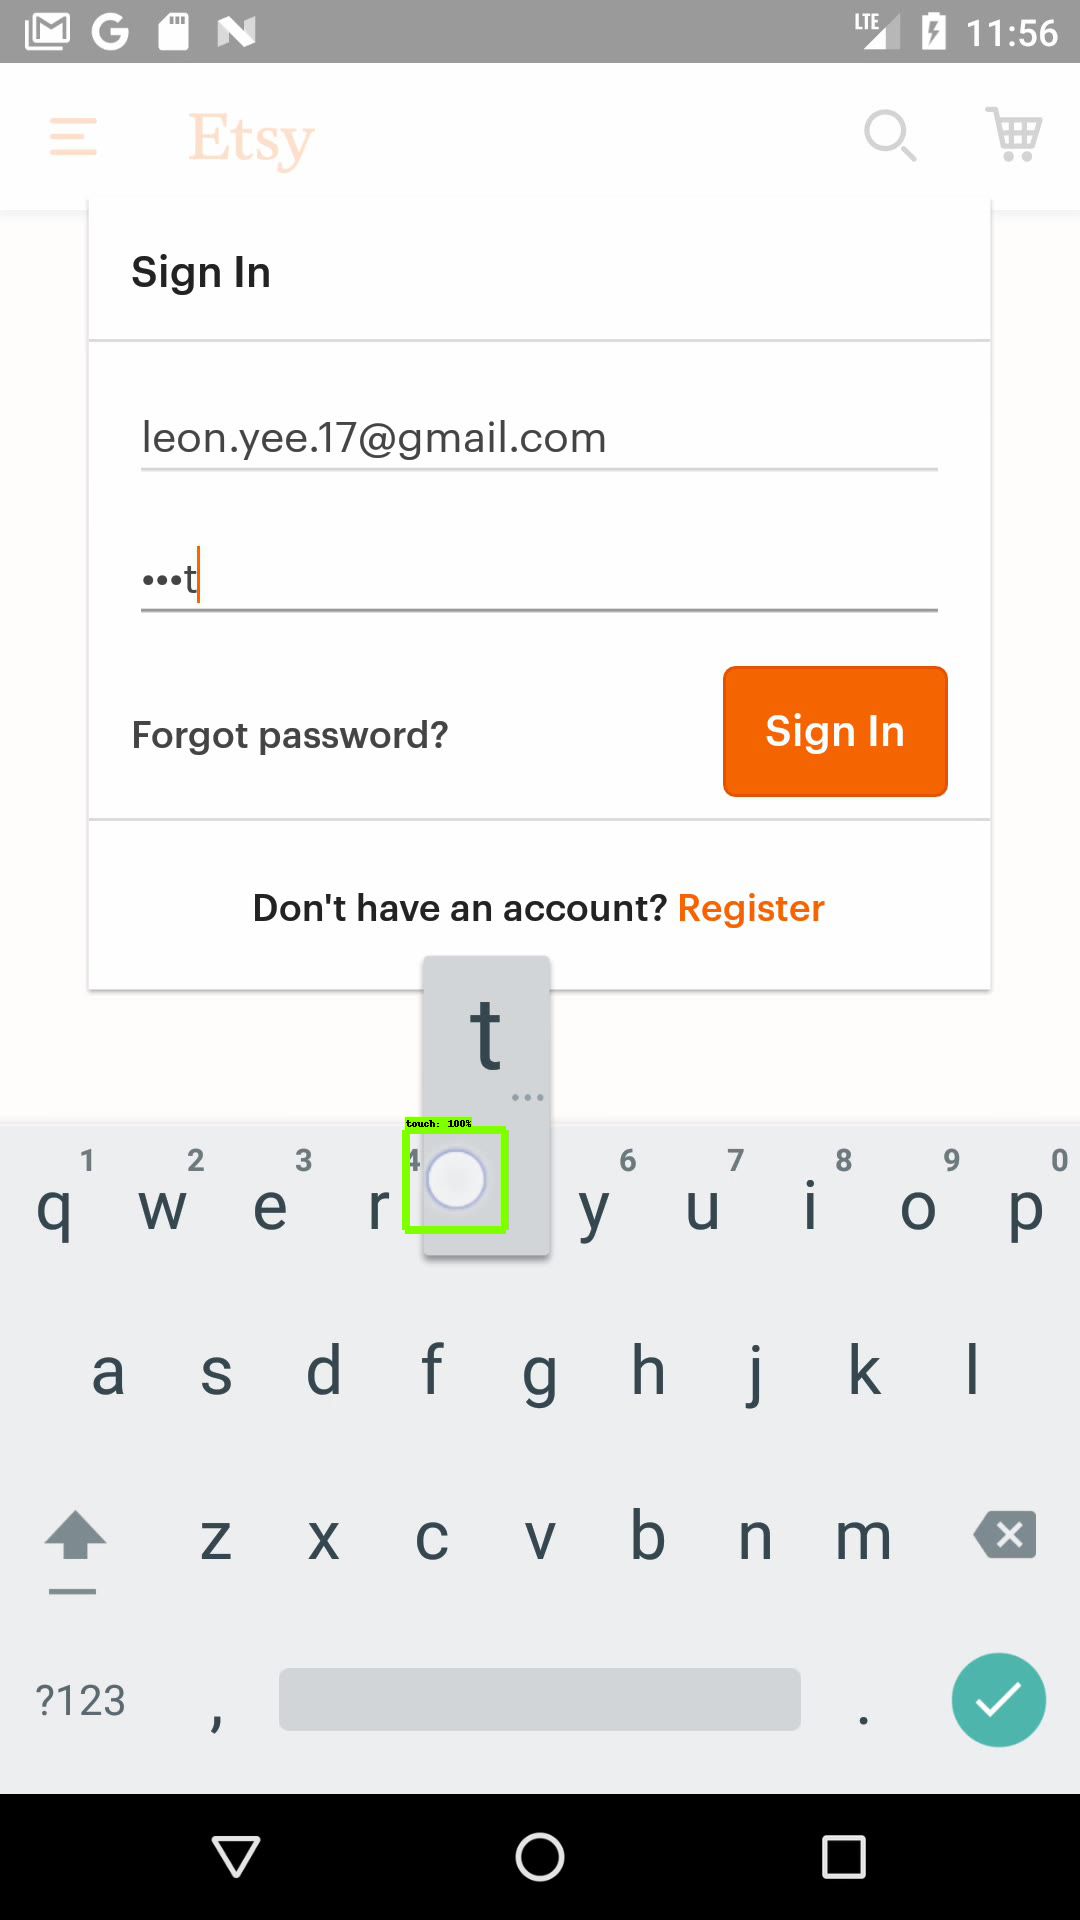 LTE 11:56
Etsy
Sign In
leon.yee.17@gmail.com
•••t
Forgot password? Sign In
Don't have an account? Register
t
...
touch: 100%
1 2 3 4 6 7 8 9 0
q w e r y u i o p
a s d f g h j k l
z x c v b n m
?123 , .